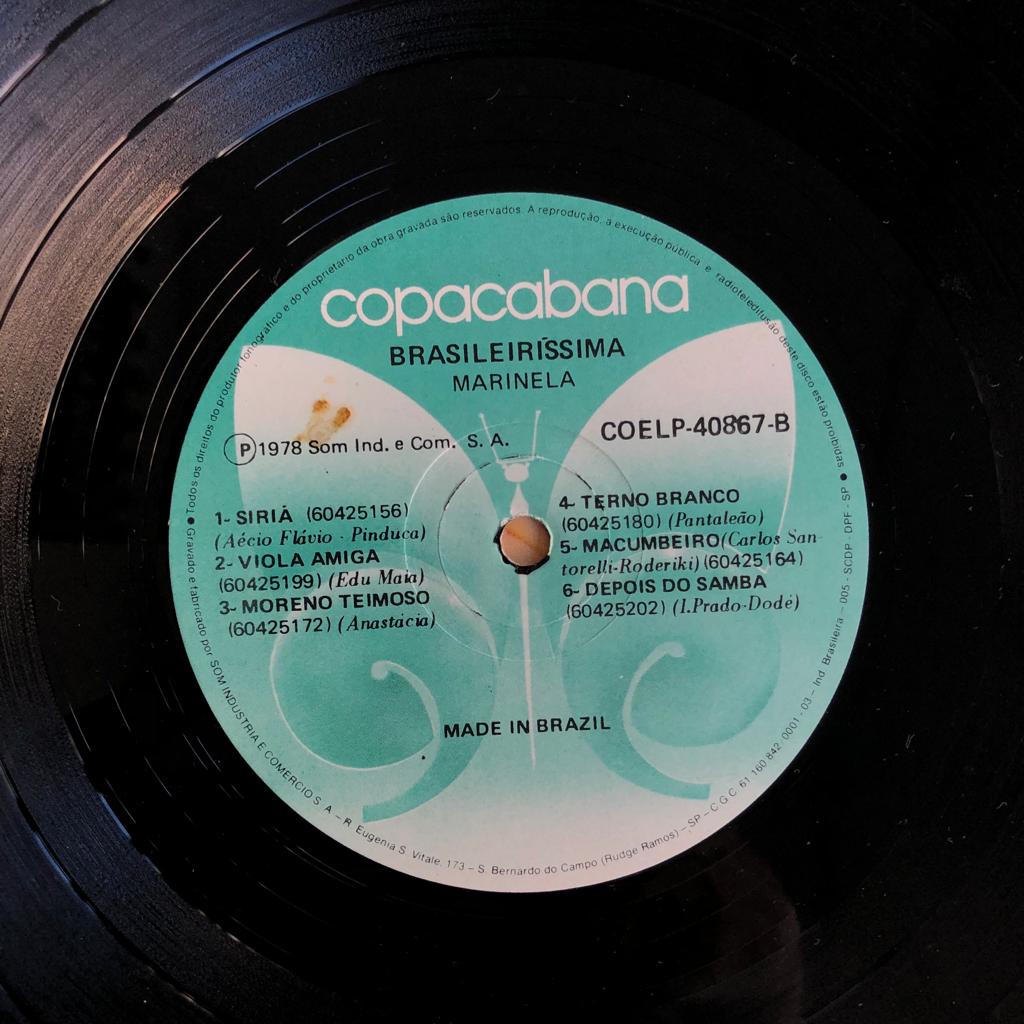 copacabana
BRASILEIRÍSSIMA
MARINELA
℗1978 Som Ind. e Com. S. A.
COELP-40867-B
1- SIRIÁ (60425156)
(Aécio Flávio - Pinduca)
2- VIOLA AMIGA
(60425199) (Edu Maia)
3- MORENO TEIMOSO
(60425172) (Anastácia)
4- TERNO BRANCO
(60425180) (Pantaleão)
5- MACUMBEIRO(Carlos San-
torelli-Roderiki) (60425164)
6- DEPOIS DO SAMBA
(60425202) (I.Prado-Dodé)
MADE IN BRAZIL
● Todos os direitos do produtor fonográfico e do proprietário da obra gravada são reservados. A reprodução, a execução pública e radioteledifusão deste disco estão proibidas ●
Gravado e fabricado por SOM INDUSTRIA E COMERCIO S. A. – R. Eugenia S. Vitale, 173 – S. Bernardo do Campo (Rudge Ramos) – SP – C G C 61 160 842 0001 - 03 – Ind. Brasileira – 005 - SCDP - DPF - SP